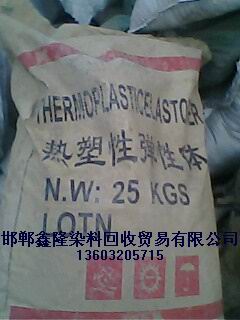 THERMOPLASTICELASTOER
热塑性弹性体
N.W: 25 KGS
LOTN
邯郸鑫隆染料回收贸易有限公司
13603205715